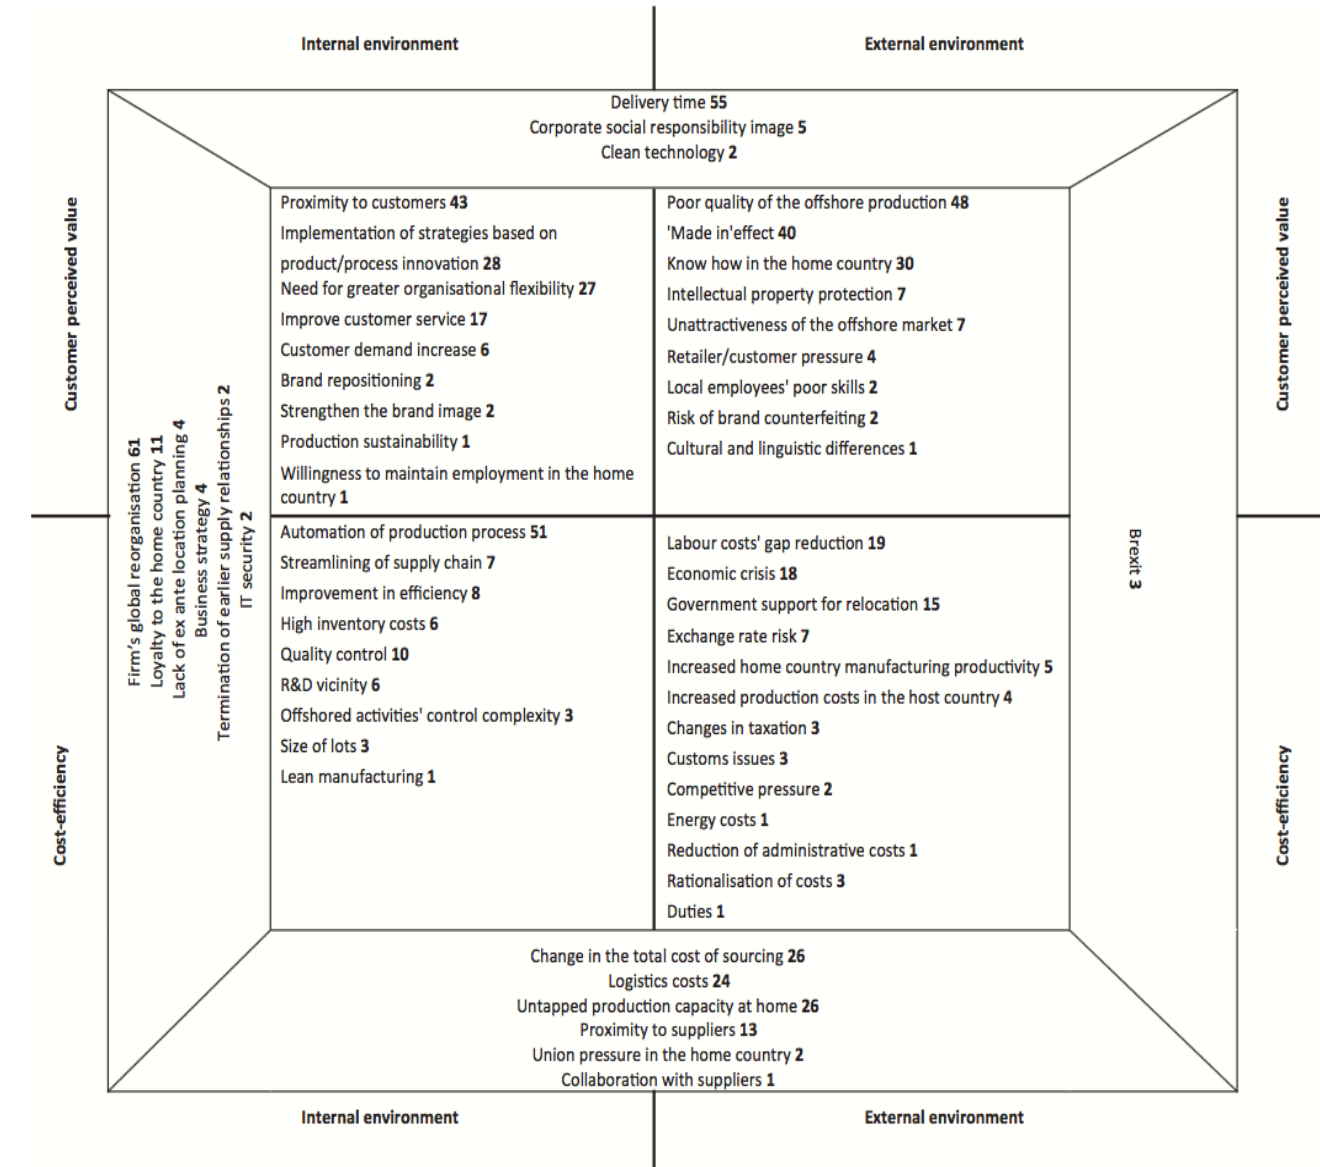 Internal environment
External environment
Delivery time 55
Corporate social responsibility image 5
Clean technology 2
Customer perceived value
Cost-efficiency
Firm's global reorganisation 61
Loyalty to the home country 11
Lack of ex ante location planning 4
Business strategy 4
Termination of earlier supply relationships 2
IT security 2
Proximity to customers 43
Implementation of strategies based on
product/process innovation 28
Need for greater organisational flexibility 27
Improve customer service 17
Customer demand increase 6
Brand repositioning 2
Strengthen the brand image 2
Production sustainability 1
Willingness to maintain employment in the home
country 1
Poor quality of the offshore production 48
'Made in'effect 40
Know how in the home country 30
Intellectual property protection 7
Unattractiveness of the offshore market 7
Retailer/customer pressure 4
Local employees' poor skills 2
Risk of brand counterfeiting 2
Cultural and linguistic differences 1
Automation of production process 51
Streamlining of supply chain 7
Improvement in efficiency 8
High inventory costs 6
Quality control 10
R&D vicinity 6
Offshored activities' control complexity 3
Size of lots 3
Lean manufacturing 1
Labour costs' gap reduction 19
Economic crisis 18
Government support for relocation 15
Exchange rate risk 7
Increased home country manufacturing productivity 5
Increased production costs in the host country 4
Changes in taxation 3
Customs issues 3
Competitive pressure 2
Energy costs 1
Reduction of administrative costs 1
Rationalisation of costs 3
Duties 1
Brexit 3
Customer perceived value
Cost-efficiency
Change in the total cost of sourcing 26
Logistics costs 24
Untapped production capacity at home 26
Proximity to suppliers 13
Union pressure in the home country 2
Collaboration with suppliers 1
Internal environment
External environment